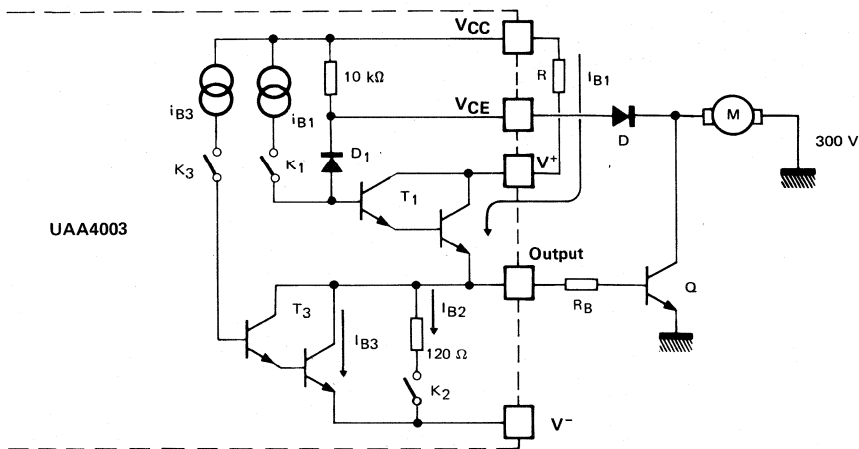 VCC
R
IB1
10 kΩ
iB3
iB1
VCE
M
D
300 V
D1
V+
K3
K1
T1
UAA4003
Output
Q
RB
T3
IB2
IB3
120 Ω
K2
V−